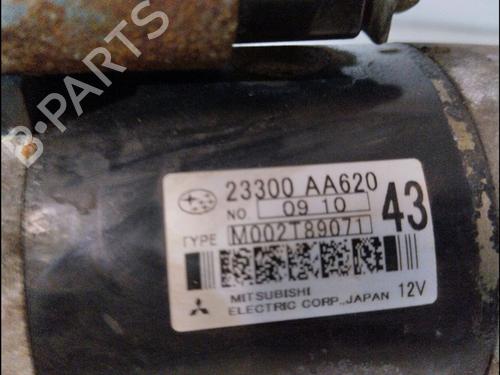 23300 AA620
NO 09 10
43
TYPE M002T89071
MITSUBISHI
ELECTRIC CORP., JAPAN 12V
B-PARTS